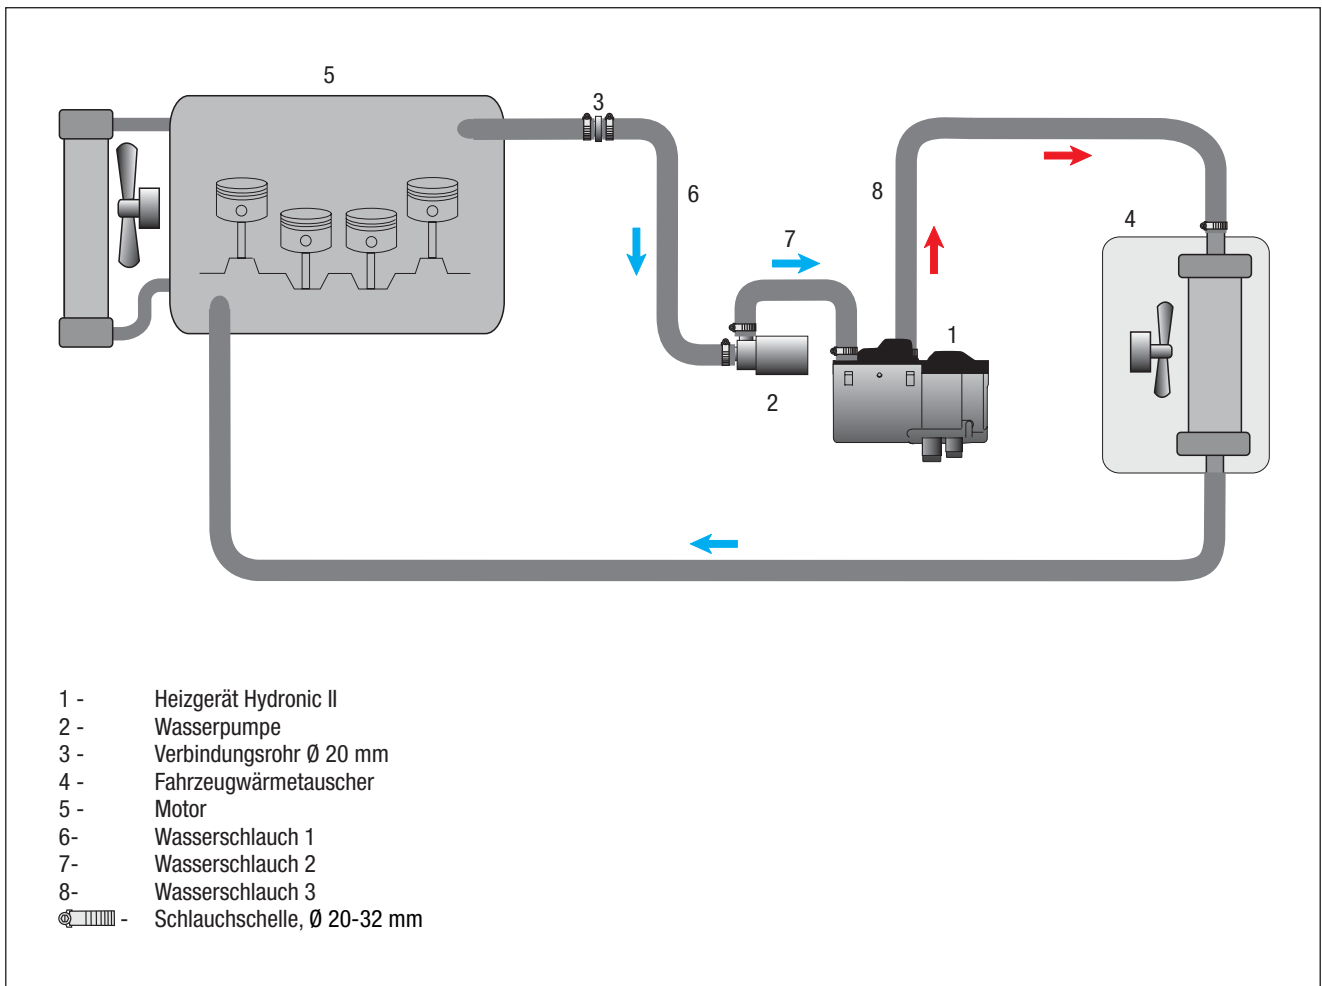 5
3
6
8
7
4
1
2
1 - Heizgerät Hydronic II
2 - Wasserpumpe
3 - Verbindungsrohr Ø 20 mm
4 - Fahrzeugwärmetauscher
5 - Motor
6- Wasserschlauch 1
7- Wasserschlauch 2
8- Wasserschlauch 3
- Schlauchschelle, Ø 20-32 mm